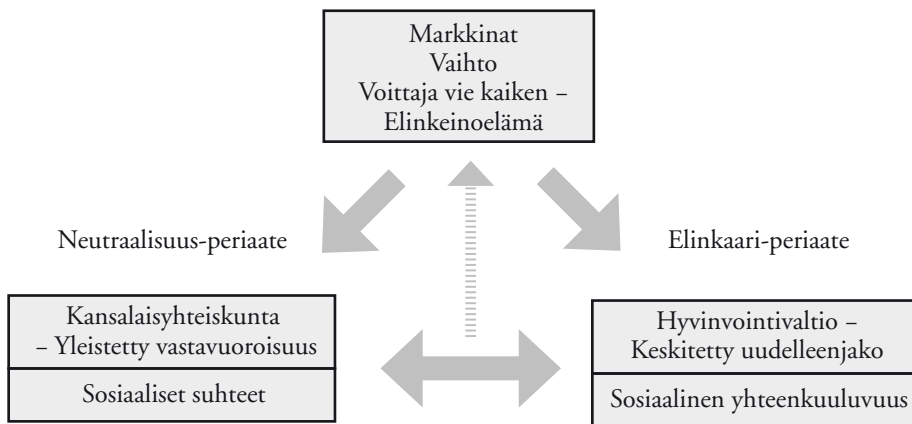 Markkinat
Vaihto
Voittaja vie kaiken –
Elinkeinoelämä
Neutraalisuus-periaate
Elinkaari-periaate
Kansalaisyhteiskunta
– Yleistetty vastavuoroisuus
Sosiaaliset suhteet
Hyvinvointivaltio –
Keskitetty uudelleenjako
Sosiaalinen yhteenkuuluvuus